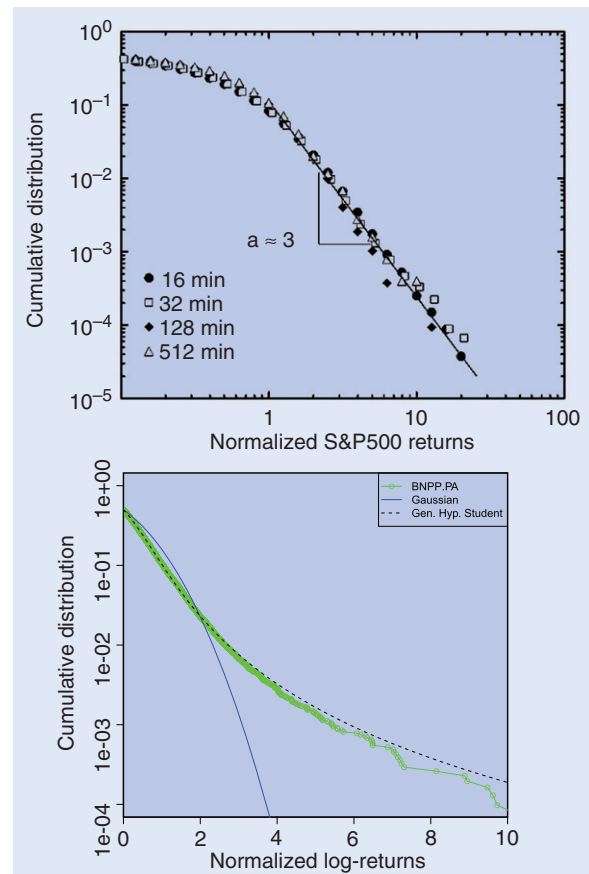 10⁰
10⁻¹
10⁻²
10⁻³
10⁻⁴
10⁻⁵
Cumulative distribution
a ≈ 3
16 min
32 min
128 min
512 min
1 10 100
Normalized S&P500 returns
1e+00
1e-01
1e-02
1e-03
1e-04
Cumulative distribution
BNPP.PA
Gaussian
Gen. Hyp. Student
0 2 4 6 8 10
Normalized log-returns